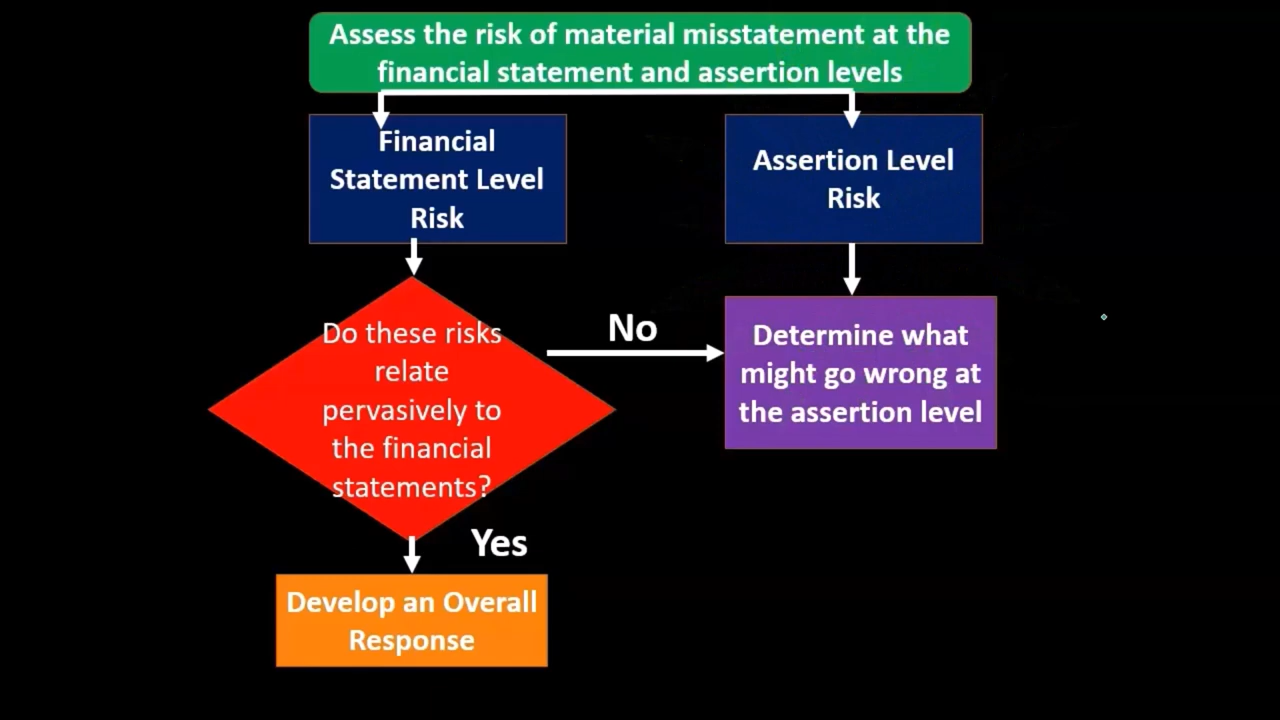 Assess the risk of material misstatement at the
financial statement and assertion levels
Financial
Statement Level
Risk
Assertion Level
Risk
Do these risks
relate
pervasively to
the financial
statements?
No
Determine what
might go wrong at
the assertion level
Yes
Develop an Overall
Response